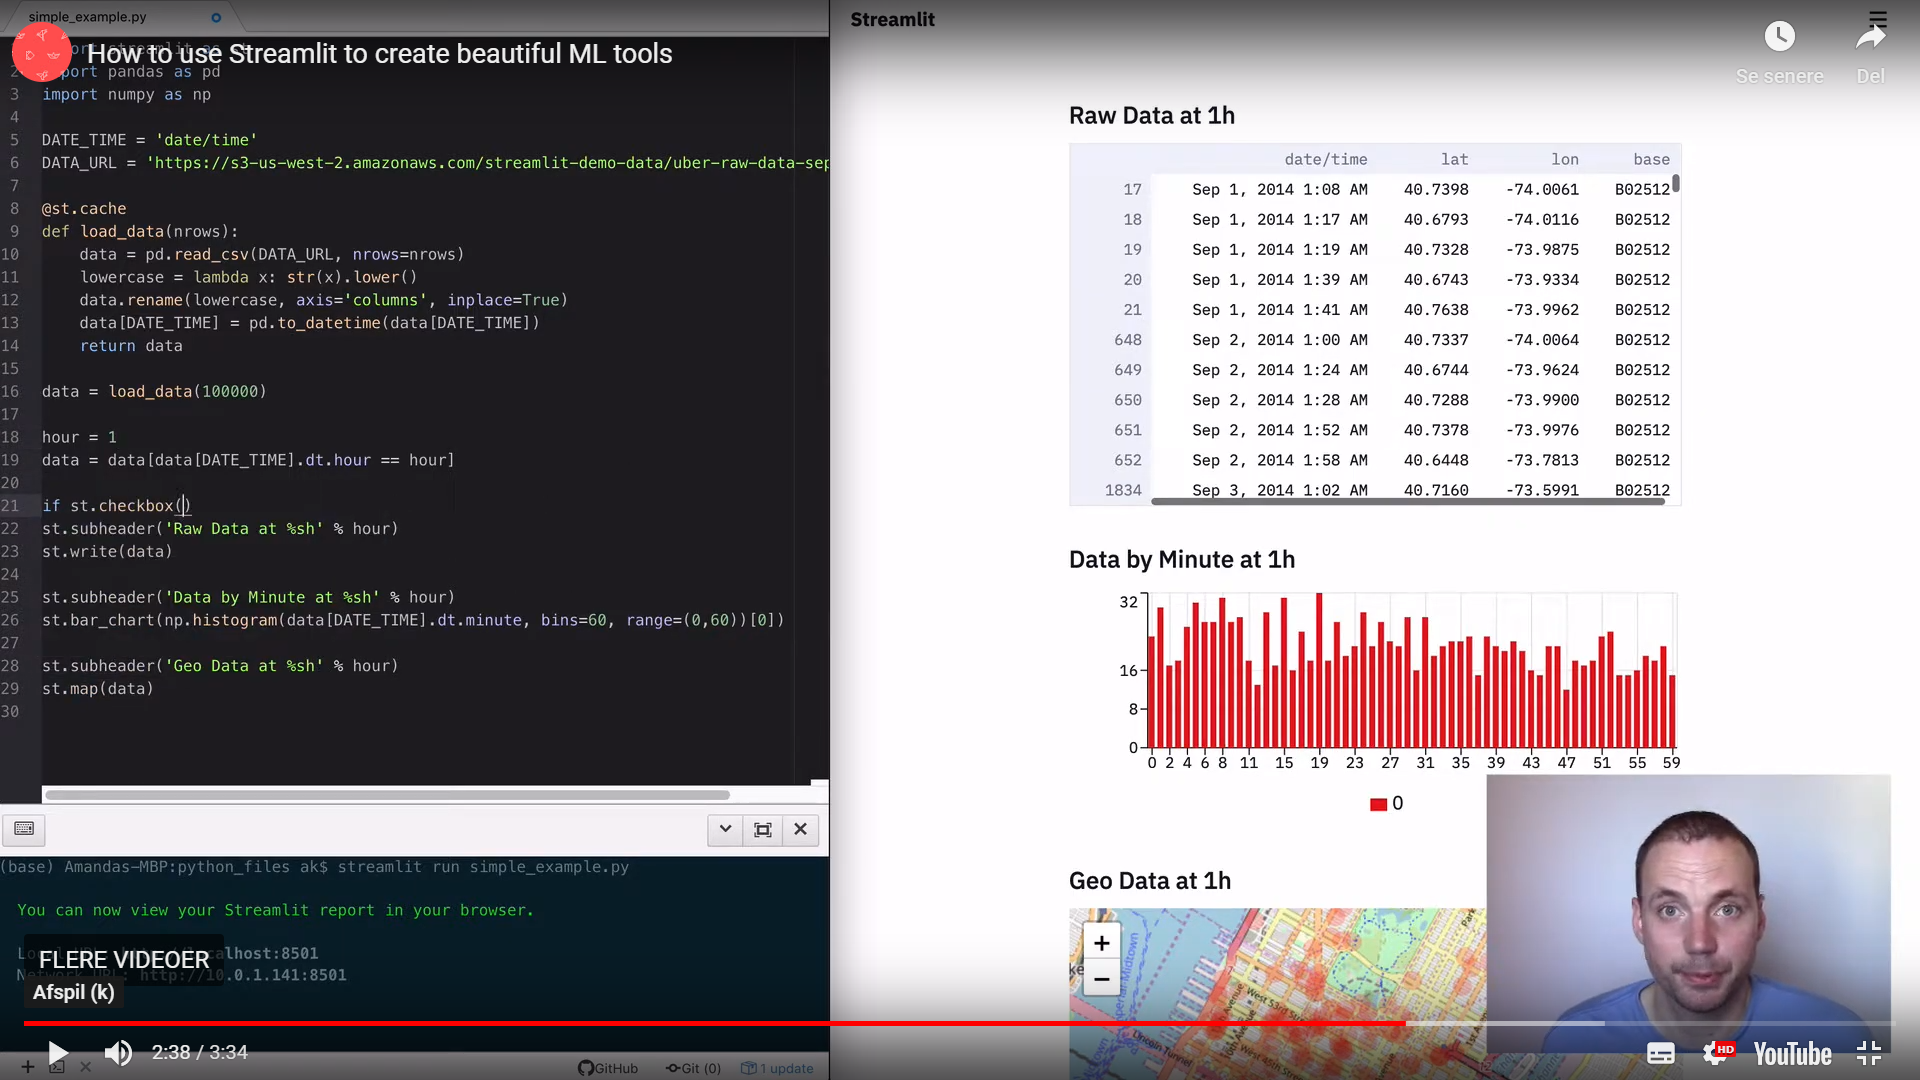 simple_example.py
How to use Streamlit to create beautiful ML tools
import streamlit as st
2 import pandas as pd
3 import numpy as np
4
5 DATE_TIME = 'date/time'
6 DATA_URL = 'https://s3-us-west-2.amazonaws.com/streamlit-demo-data/uber-raw-data-sep
7
8 @st.cache
9 def load_data(nrows):
10 data = pd.read_csv(DATA_URL, nrows=nrows)
11 lowercase = lambda x: str(x).lower()
12 data.rename(lowercase, axis='columns', inplace=True)
13 data[DATE_TIME] = pd.to_datetime(data[DATE_TIME])
14 return data
15
16 data = load_data(100000)
17
18 hour = 1
19 data = data[data[DATE_TIME].dt.hour == hour]
20
21 if st.checkbox()
22 st.subheader('Raw Data at %sh' % hour)
23 st.write(data)
24
25 st.subheader('Data by Minute at %sh' % hour)
26 st.bar_chart(np.histogram(data[DATE_TIME].dt.minute, bins=60, range=(0,60))[0])
27
28 st.subheader('Geo Data at %sh' % hour)
29 st.map(data)
30
(base) Amandas-MBP:python_files ak$ streamlit run simple_example.py
You can now view your Streamlit report in your browser.
Local URL: http://localhost:8501
Network URL: http://10.0.1.141:8501
FLERE VIDEOER
Afspil (k)
2:38 / 3:34
GitHub
Git (0)
1 update
Streamlit
Se senere
Del
Raw Data at 1h
date/time lat lon base
17 Sep 1, 2014 1:08 AM 40.7398 -74.0061 B02512
18 Sep 1, 2014 1:17 AM 40.6793 -74.0116 B02512
19 Sep 1, 2014 1:19 AM 40.7328 -73.9875 B02512
20 Sep 1, 2014 1:39 AM 40.6743 -73.9334 B02512
21 Sep 1, 2014 1:41 AM 40.7638 -73.9962 B02512
648 Sep 2, 2014 1:00 AM 40.7337 -74.0064 B02512
649 Sep 2, 2014 1:24 AM 40.6744 -73.9624 B02512
650 Sep 2, 2014 1:28 AM 40.7288 -73.9900 B02512
651 Sep 2, 2014 1:52 AM 40.7378 -73.9976 B02512
652 Sep 2, 2014 1:58 AM 40.6448 -73.7813 B02512
1834 Sep 3, 2014 1:02 AM 40.7160 -73.5991 B02512
Data by Minute at 1h
32
16
8
0
0 2 4 6 8 11 15 19 23 27 31 35 39 43 47 51 55 59
0
Geo Data at 1h
+
−
Midtown
West 53rd
West 45th
Lincoln Tunnel
HD
YouTube